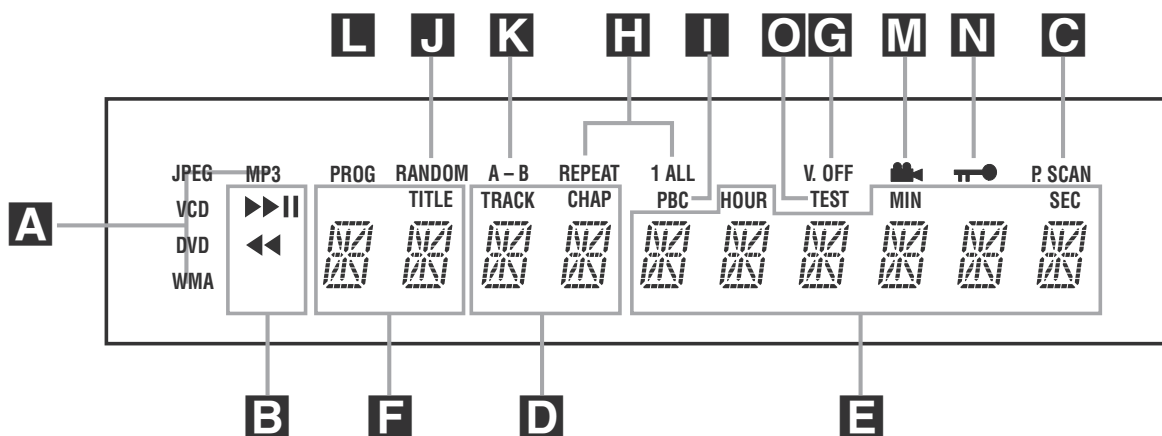 L J K H I O G M N C
JPEG MP3 PROG RANDOM A – B REPEAT 1 ALL V. OFF P. SCAN
VCD TITLE TRACK CHAP PBC HOUR TEST MIN SEC
A
DVD
WMA
B F D E